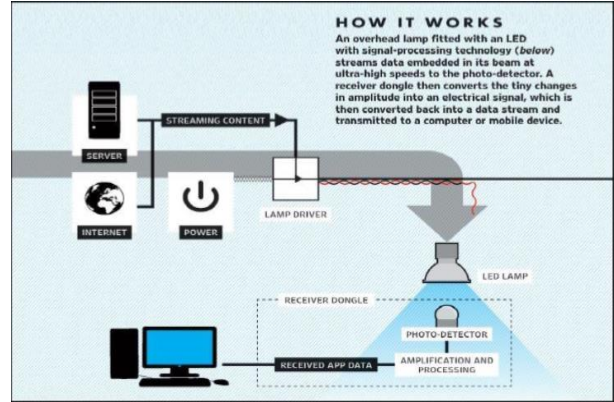 HOW IT WORKS
An overhead lamp fitted with an LED
with signal-processing technology (below)
streams data embedded in its beam at
ultra-high speeds to the photo-detector. A
receiver dongle then converts the tiny changes
in amplitude into an electrical signal, which is
then converted back into a data stream and
transmitted to a computer or mobile device.
STREAMING CONTENT
SERVER
LAMP DRIVER
INTERNET
POWER
LED LAMP
RECEIVER DONGLE
PHOTO-DETECTOR
RECEIVED APP DATA
AMPLIFICATION AND
PROCESSING